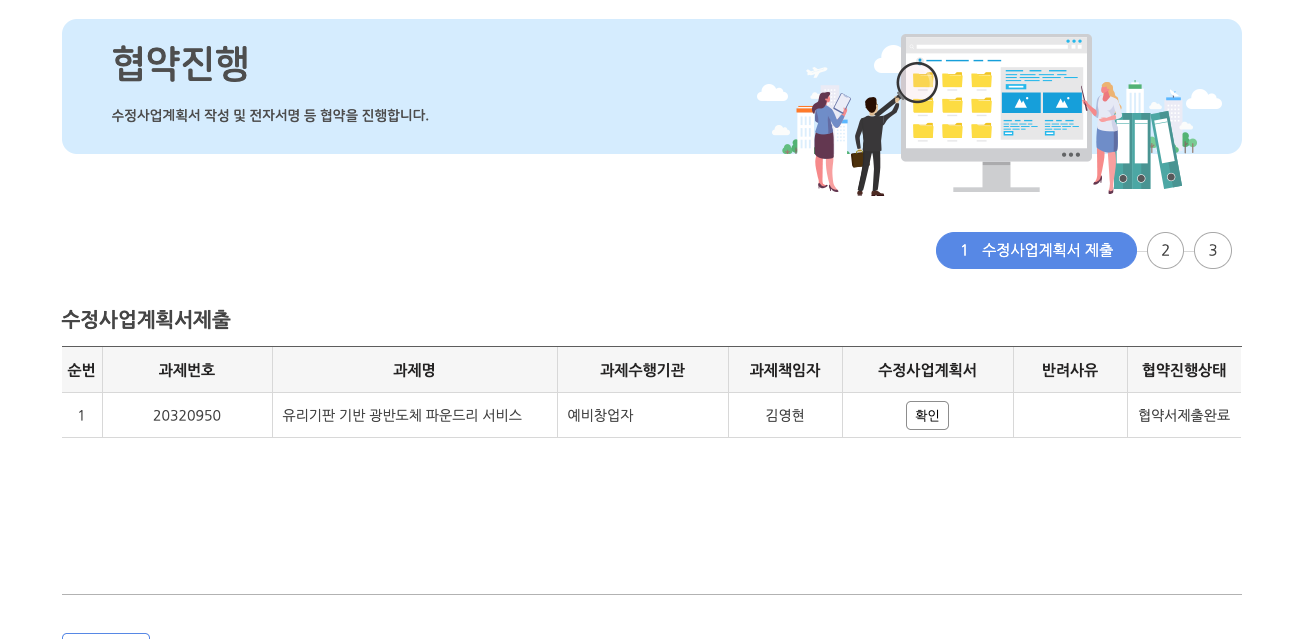 협약진행
수정사업계획서 작성 및 전자서명 등 협약을 진행합니다.
1 수정사업계획서 제출 2 3
수정사업계획서제출
순번 과제번호 과제명 과제수행기관 과제책임자 수정사업계획서 반려사유 협약진행상태
1 20320950 유리기판 기반 광반도체 파운드리 서비스 예비창업자 김영현 확인 협약서제출완료